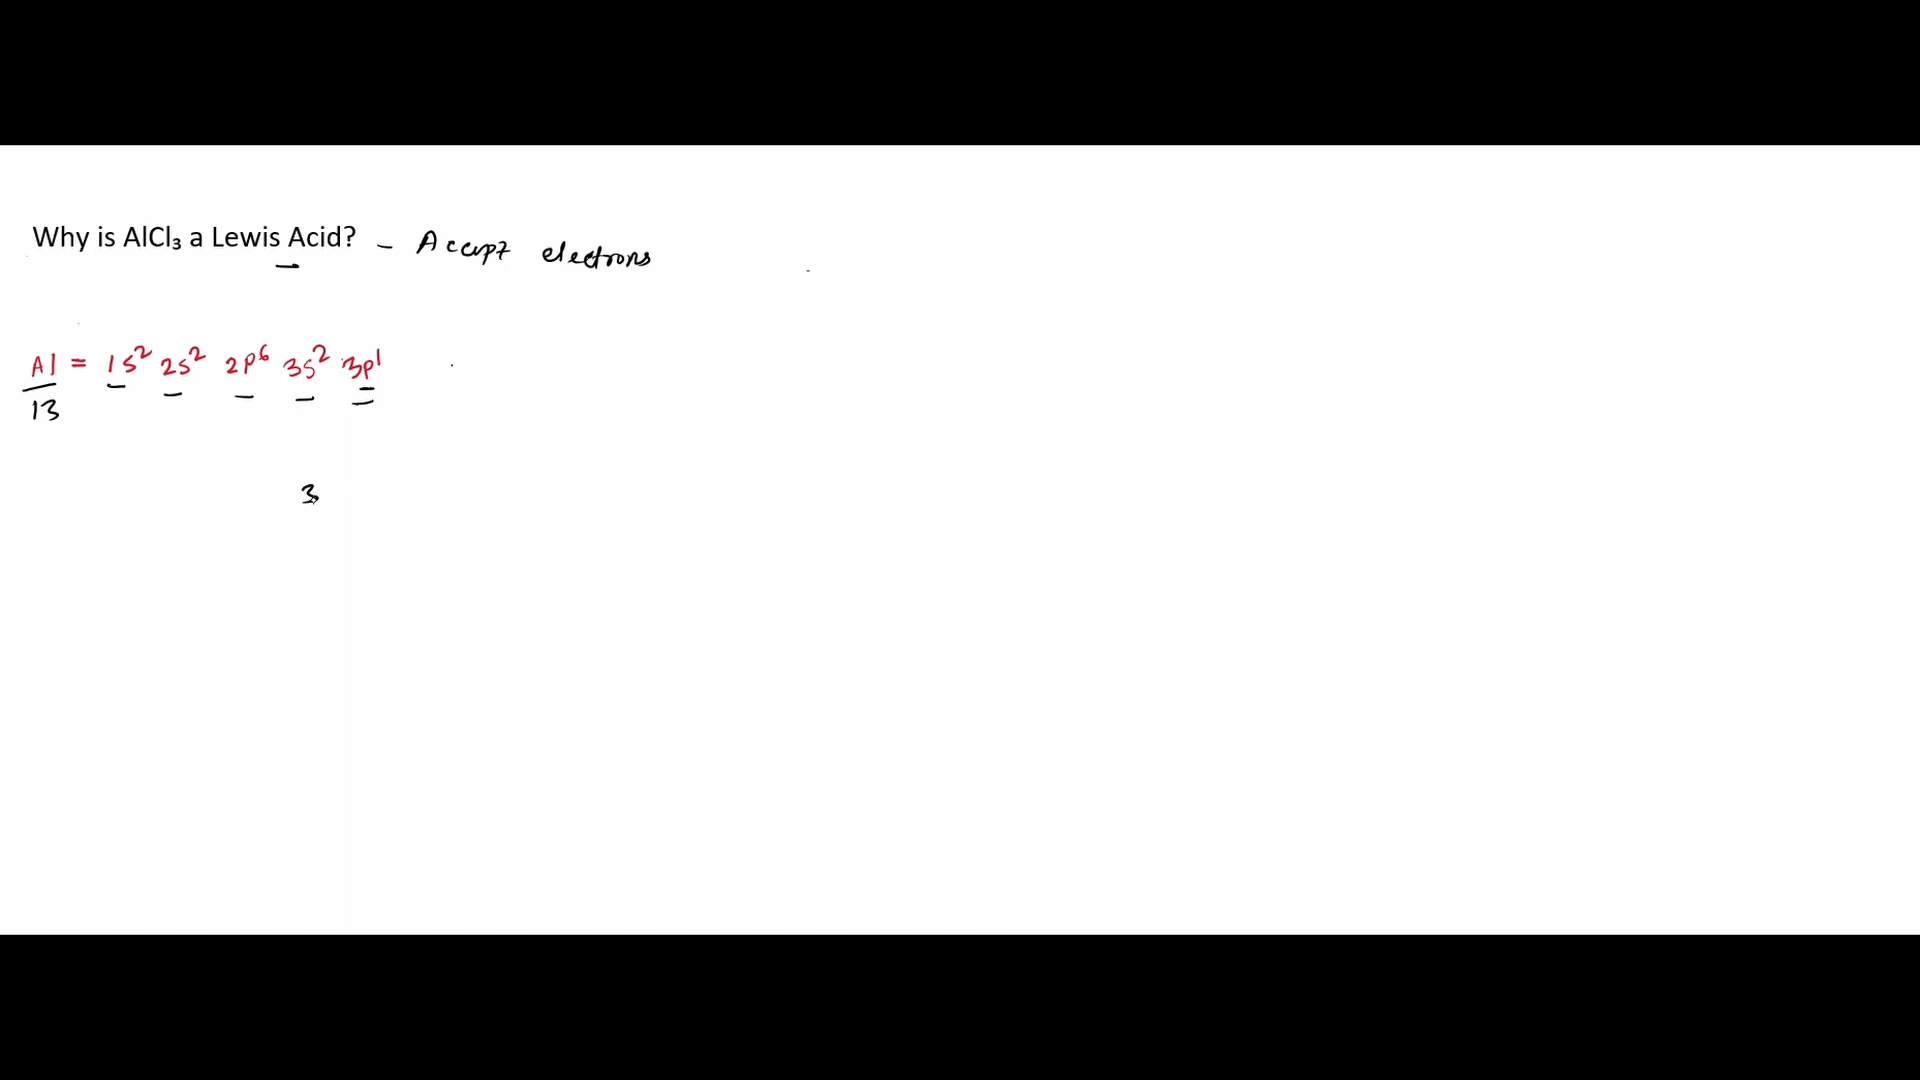 Why is AlCl₃ a Lewis Acid? - Accept electrons
Al = 1s² 2s² 2p⁶ 3s² 3p¹
13
3